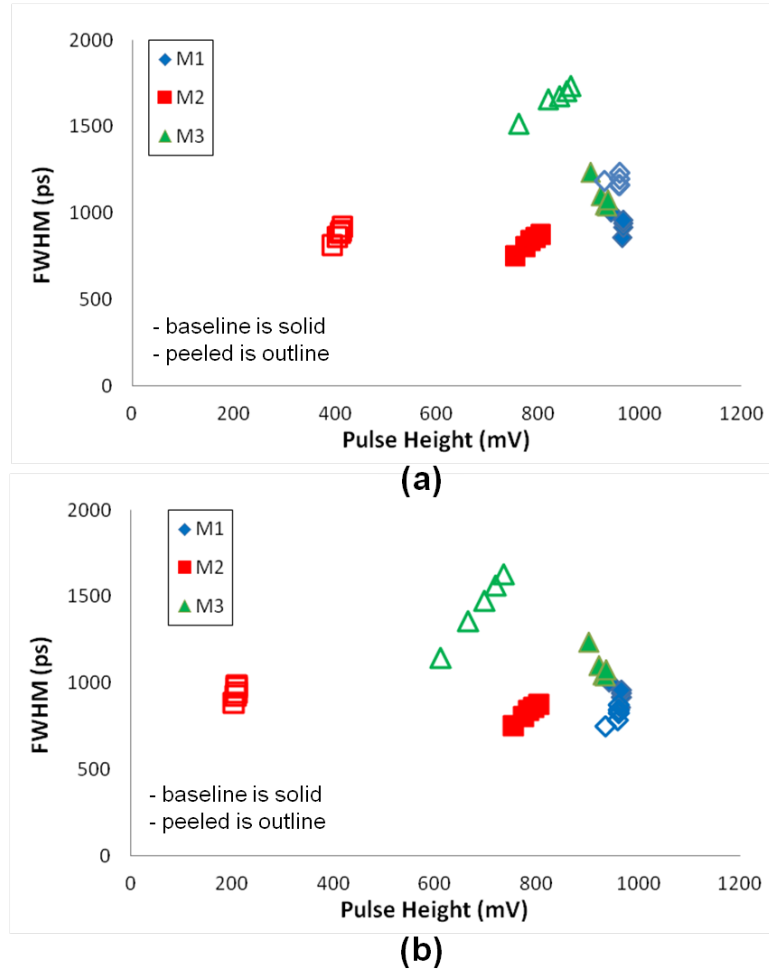 2000
1500
1000
500
0
FWHM (ps)
M1
M2
M3
- baseline is solid
- peeled is outline
0 200 400 600 800 1000 1200
Pulse Height (mV)
(a)
2000
1500
1000
500
0
FWHM (ps)
M1
M2
M3
- baseline is solid
- peeled is outline
0 200 400 600 800 1000 1200
Pulse Height (mV)
(b)